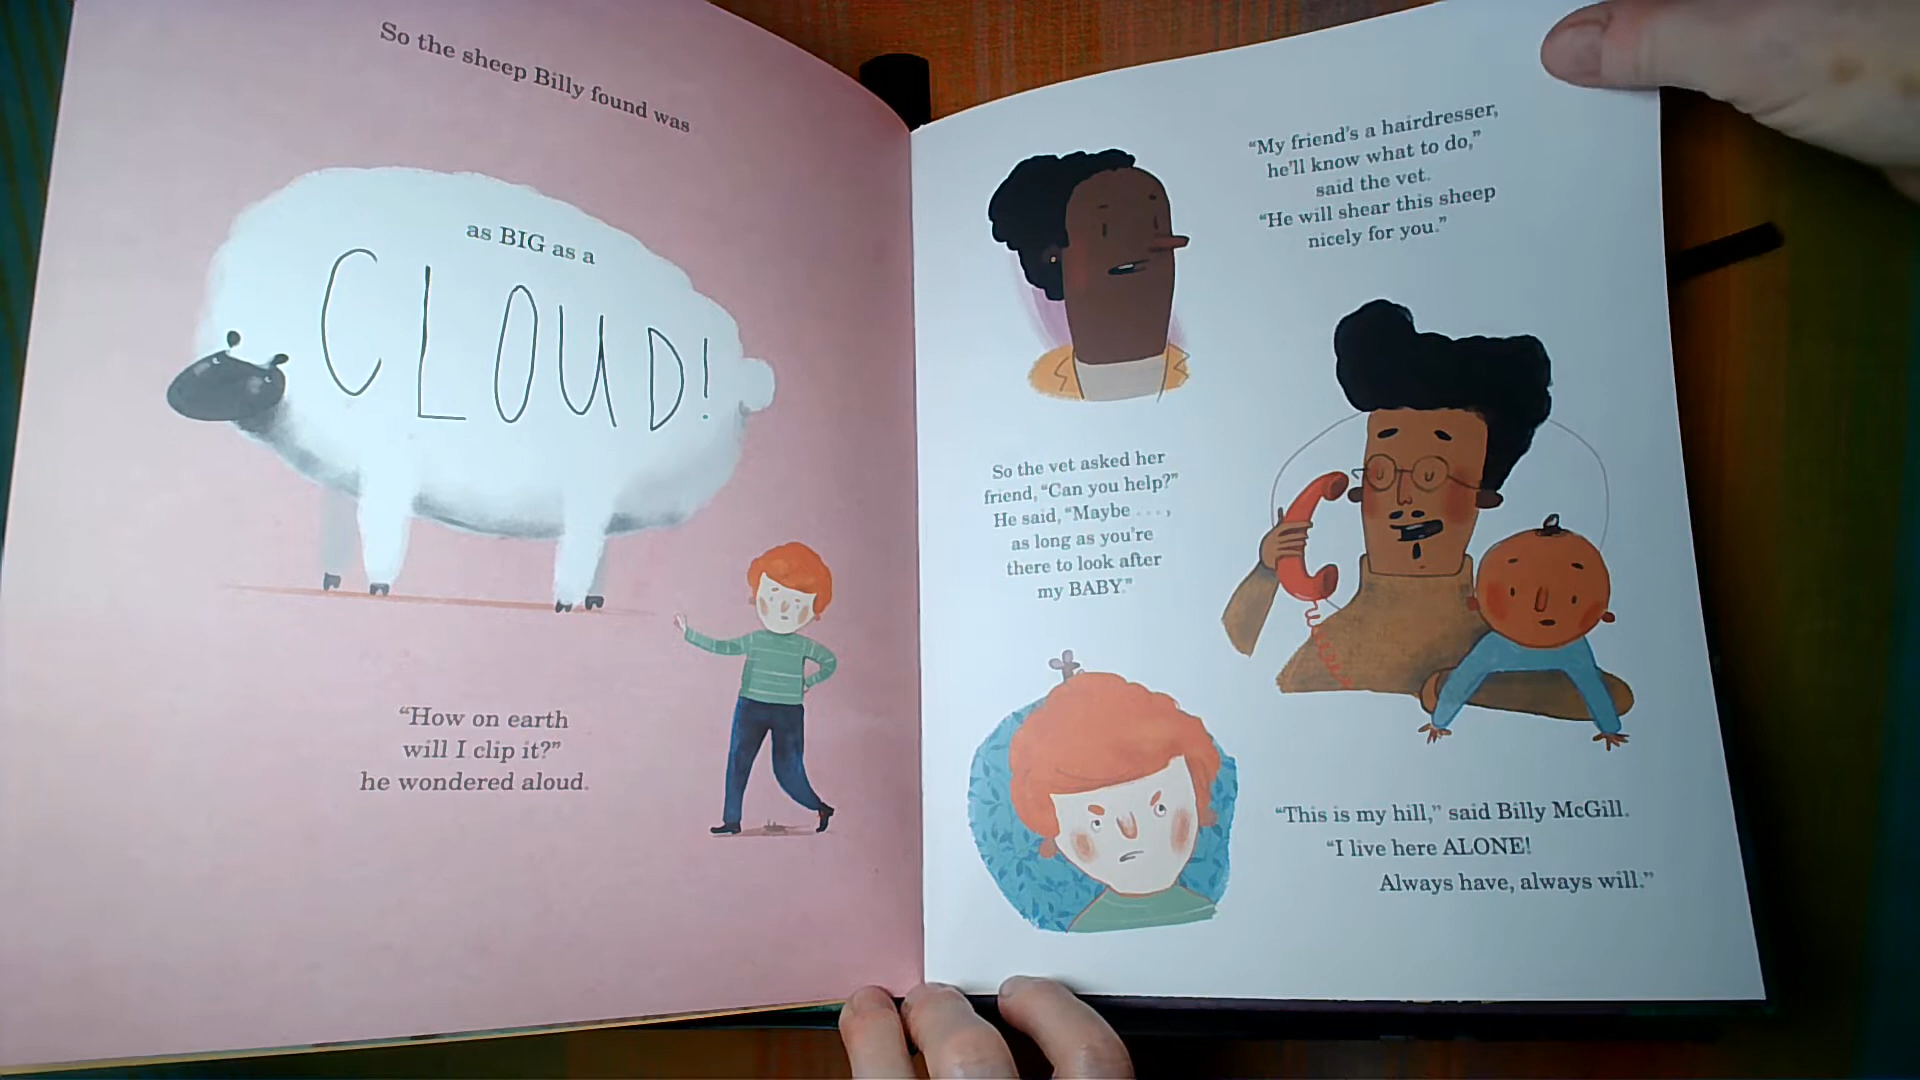 So the sheep Billy found was
as BIG as a
CLOUD!
“How on earth
will I clip it?”
he wondered aloud.
“My friend’s a hairdresser,
he’ll know what to do,”
said the vet.
“He will shear this sheep
nicely for you.”
So the vet asked her
friend, “Can you help?”
He said, “Maybe . . . ,
as long as you’re
there to look after
my BABY.”
“This is my hill,” said Billy McGill.
“I live here ALONE!
Always have, always will.”